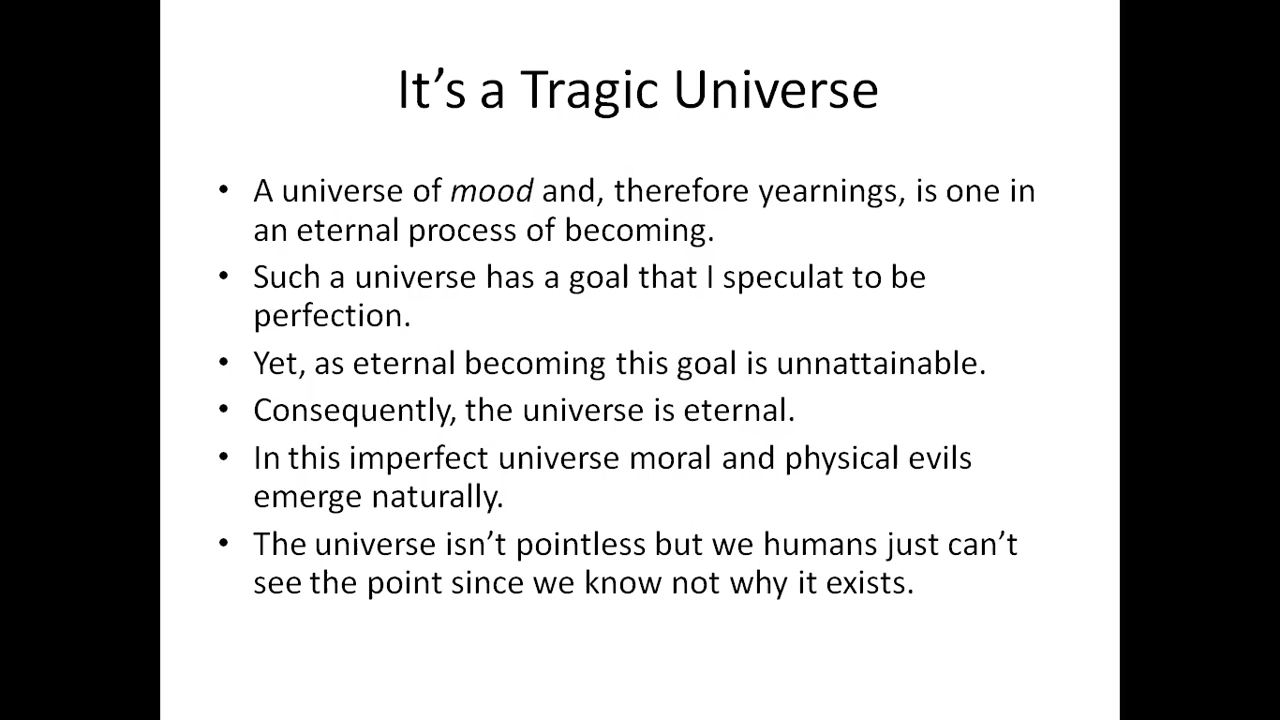 It’s a Tragic Universe
• A universe of mood and, therefore yearnings, is one in
an eternal process of becoming.
• Such a universe has a goal that I speculat to be
perfection.
• Yet, as eternal becoming this goal is unnattainable.
• Consequently, the universe is eternal.
• In this imperfect universe moral and physical evils
emerge naturally.
• The universe isn’t pointless but we humans just can’t
see the point since we know not why it exists.